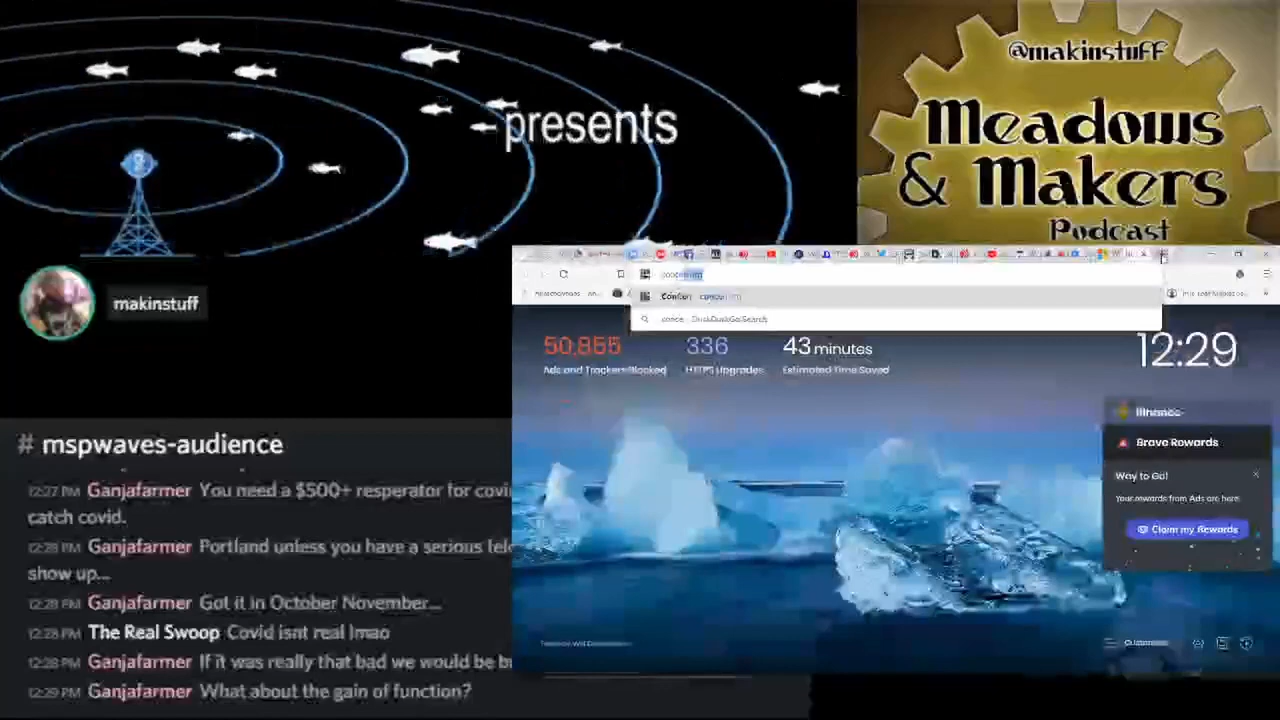 presents
@makinstuff
Meadows
& Makers
Podcast
makinstuff
# mspwaves-audience
12:27 PM Ganjafarmer You need a $500+ resperator for covi
catch covid.
12:28 PM Ganjafarmer Portland unless you have a serious
show up...
12:28 PM Ganjafarmer Got it in October November...
12:28 PM The Real Swoop Covid isnt real lmao
12:28 PM Ganjafarmer If it was really that bad we would be b
12:29 PM Ganjafarmer What about the gain of function?
DuckDuckGo Search
50,855
Ads and Trackers Blocked
336
HTTPS Upgrades
43 minutes
Estimated Time Saved
12:29
Binance
Brave Rewards
Way to Go!
Your rewards from Ads are here.
Claim my Rewards
Customize